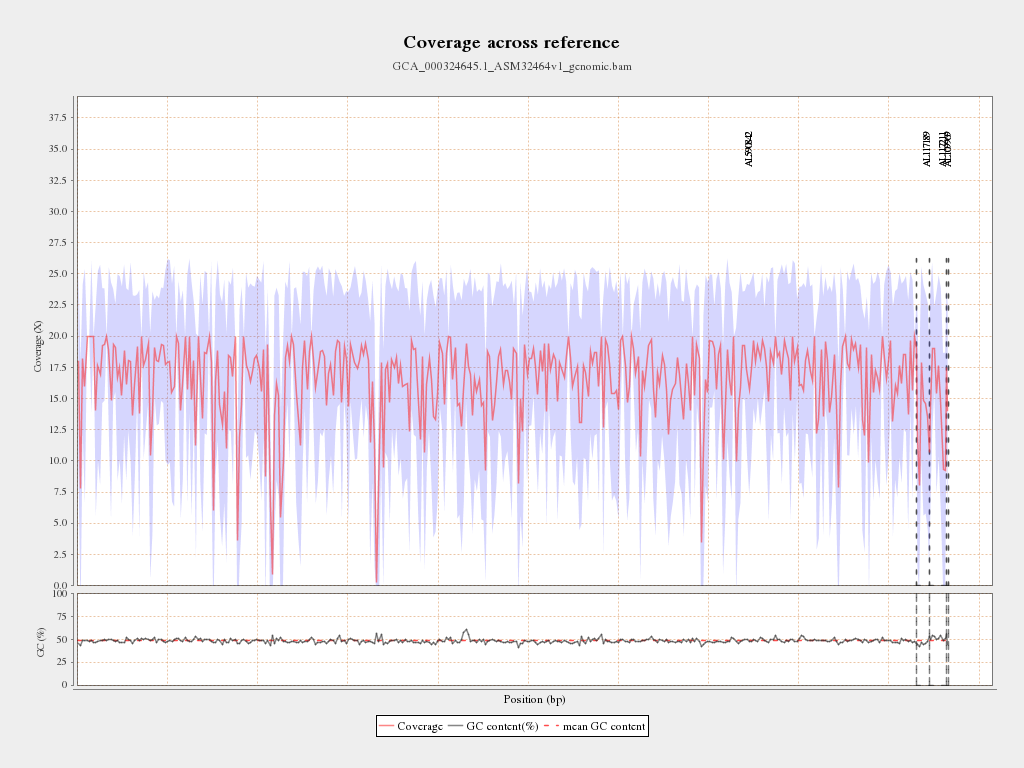 Coverage across reference
GCA_000324645.1_ASM32464v1_genomic.bam
37.5
35.0
32.5
30.0
27.5
25.0
22.5
20.0
17.5
15.0
12.5
10.0
7.5
5.0
2.5
0.0
Coverage (X)
AL590842
AL117189
AL117211
AL109969
100
75
50
25
0
GC (%)
Position (bp)
Coverage GC content(%) mean GC content